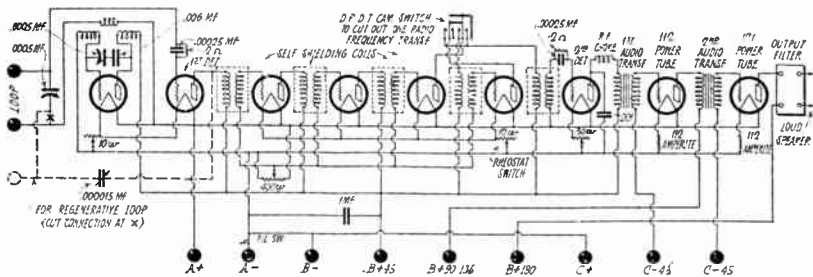 .0005 MF
.006 MF
.0005 MF
.00025 MF
2 Ω
1ST DET
SELF SHIELDING COILS
D.P. D.T. CAM. SWITCH
TO CUT OUT ONE RADIO
FREQUENCY TRANSF.
.00025 MF
2 Ω
2ND DET
R.F. CHOKE
1ST AUDIO TRANSF
112 POWER TUBE
2ND AUDIO TRANSF
171 POWER TUBE
OUTPUT FILTER
LOOP
LOUD SPEAKER
10 ω
RHEOSTAT SWITCH
112 AMPERITE
112 AMPERITE
400 ω
.000015 MF
FOR REGENERATIVE LOOP
(CUT CONNECTION AT X)
1 MF
FIL SW.
A+
A-
B-
B+45
B+90
B+190
C+
C-4½
C-45